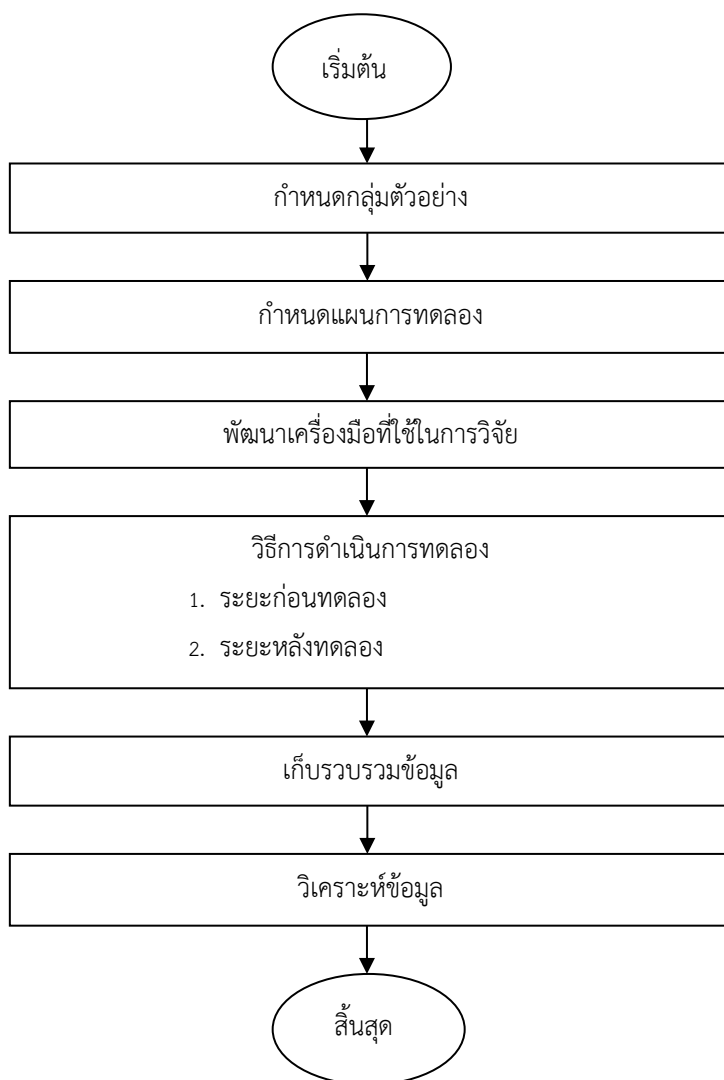 เริ่มต้น
กำหนดกลุ่มตัวอย่าง
กำหนดแผนการทดลอง
พัฒนาเครื่องมือที่ใช้ในการวิจัย
วิธีการดำเนินการทดลอง
1. ระยะก่อนทดลอง
2. ระยะหลังทดลอง
เก็บรวบรวมข้อมูล
วิเคราะห์ข้อมูล
สิ้นสุด